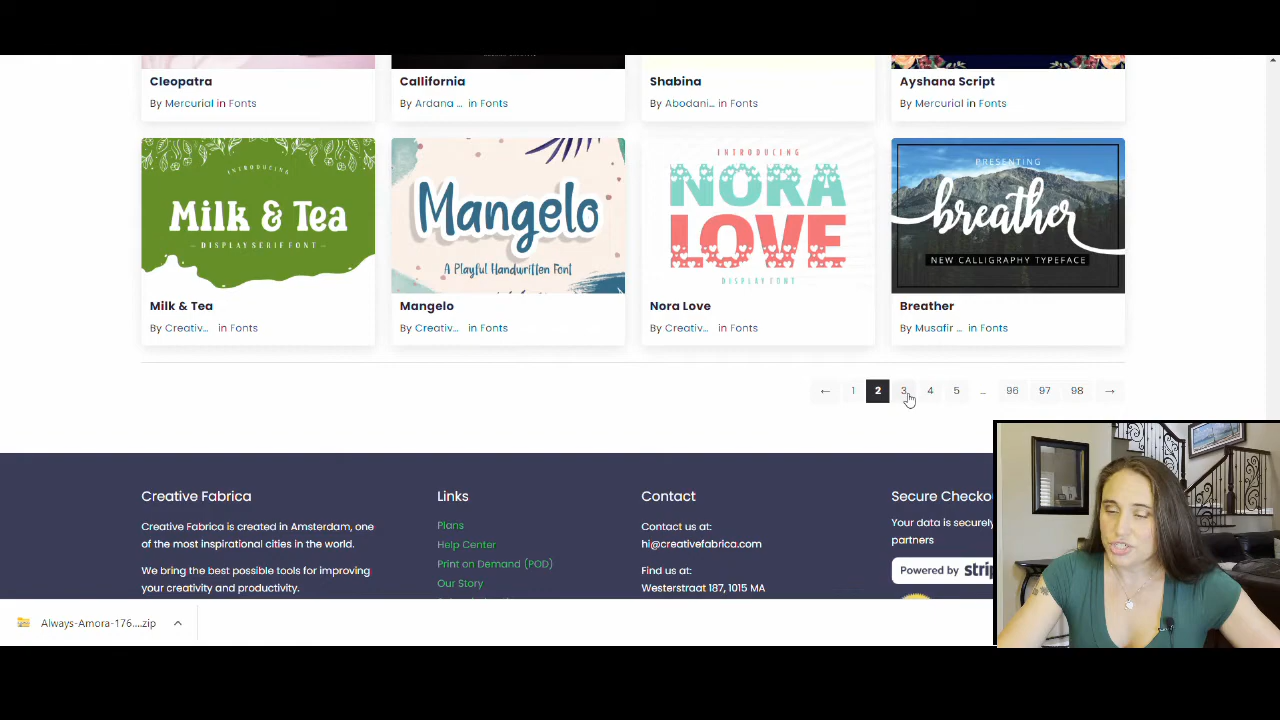 Cleopatra
By Mercurial in Fonts
Callifornia
By Ardana ... in Fonts
Shabina
By Abodani... in Fonts
Ayshana Script
By Mercurial in Fonts
INTRODUCING
Milk & Tea
- DISPLAY SERIF FONT -
Milk & Tea
By Creativ... in Fonts
Mangelo
A Playful Handwritten Font
Mangelo
By Creativ... in Fonts
INTRODUCING
NORA
LOVE
DISPLAY FONT
Nora Love
By Creativ... in Fonts
PRESENTING
breather
NEW CALLIGRAPHY TYPEFACE
Breather
By Musafir ... in Fonts
← 1 2 3 4 5 ... 96 97 98 →
Creative Fabrica
Creative Fabrica is created in Amsterdam, one
of the most inspirational cities in the world.
We bring the best possible tools for improving
your creativity and productivity.
Links
Plans
Help Center
Print on Demand (POD)
Our Story
Contact
Contact us at:
hi@creativefabrica.com
Find us at:
Westerstraat 187, 1015 MA
Secure Checko
Your data is securely
partners
Powered by strip
Always-Amora-176....zip